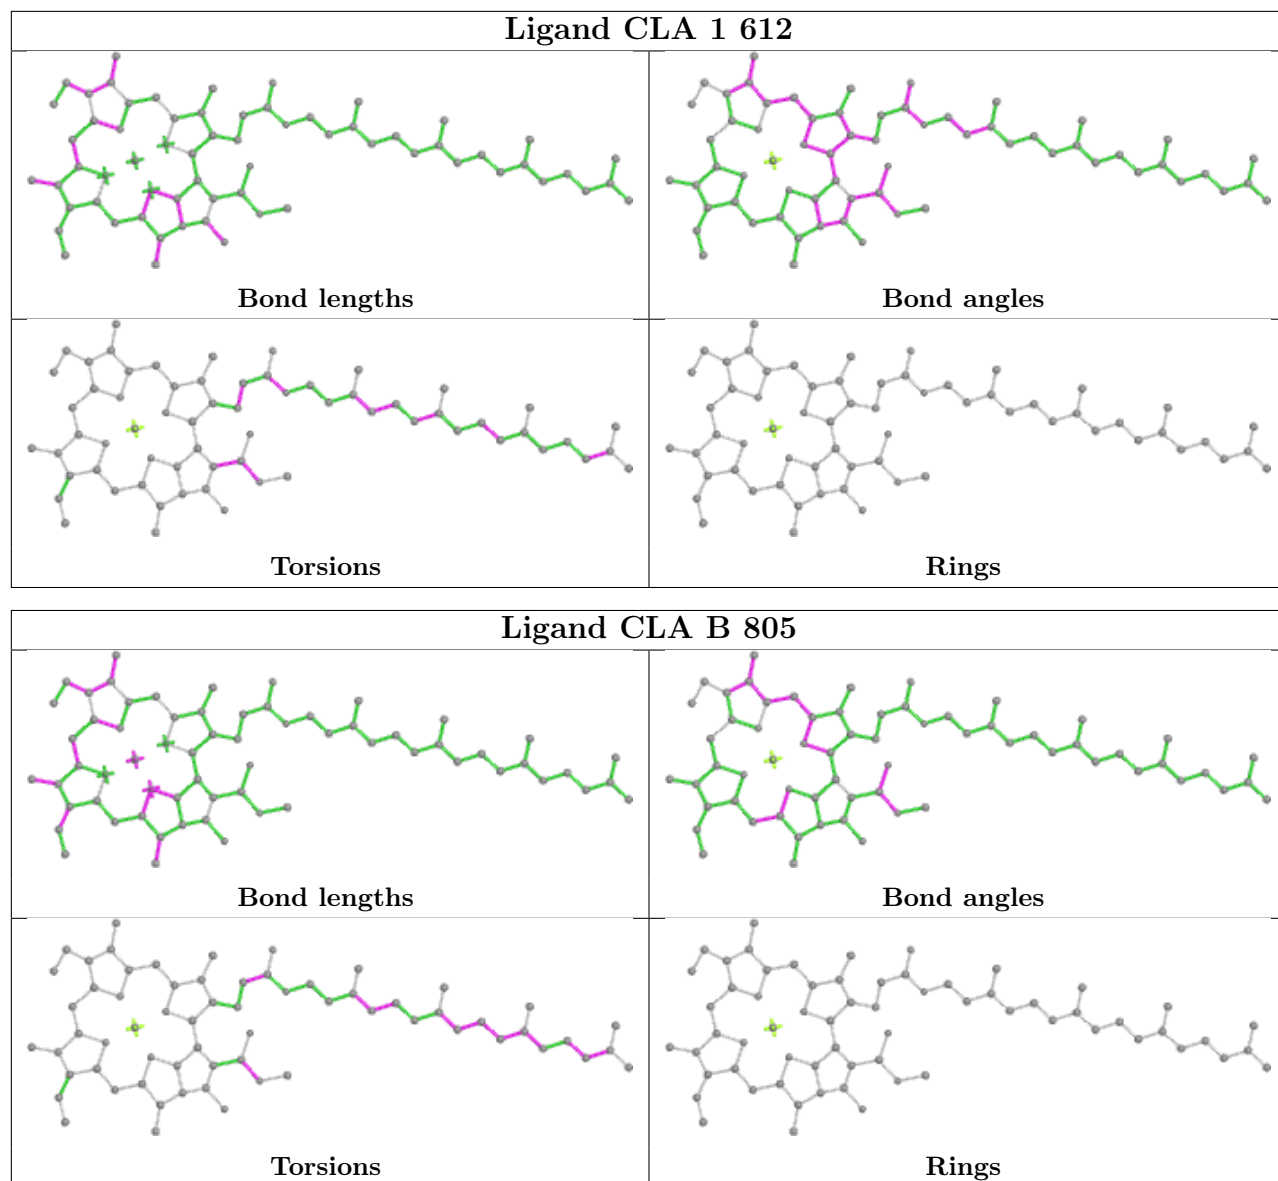 Ligand CLA 1 612
Bond lengths
Bond angles
Torsions
Rings
Ligand CLA B 805
Bond lengths
Bond angles
Torsions
Rings